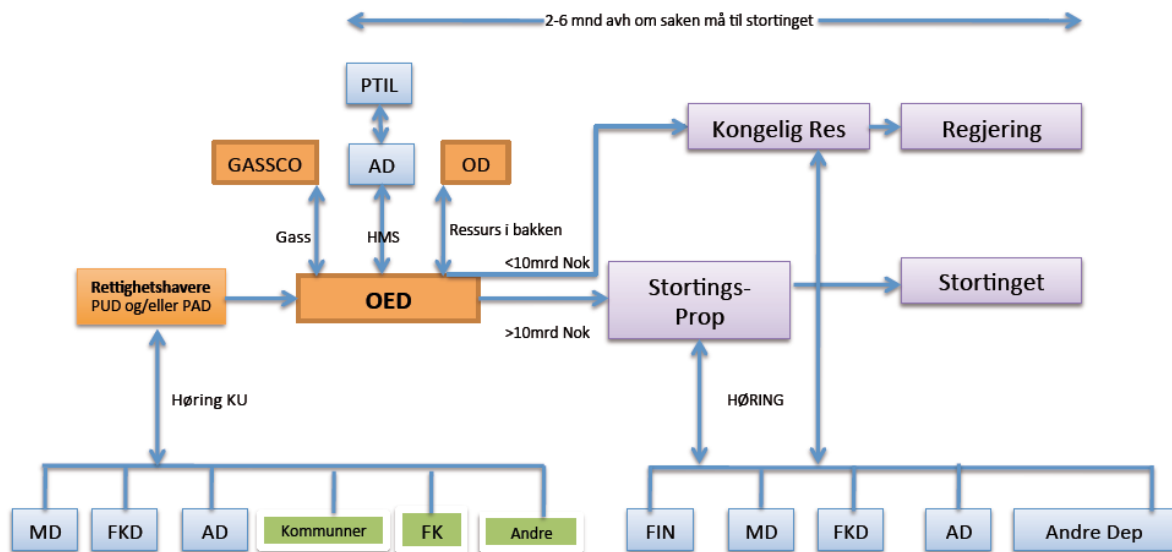 2-6 mnd avh om saken må til stortinget
PTIL
Kongelig Res
Regjering
GASSCO
AD
OD
Gass
HMS
Ressurs i bakken
<10mrd Nok
Rettighetshavere
PUD og/eller PAD
OED
Stortings-
Prop
Stortinget
>10mrd Nok
Høring KU
HØRING
MD
FKD
AD
Kommunner
FK
Andre
FIN
MD
FKD
AD
Andre Dep